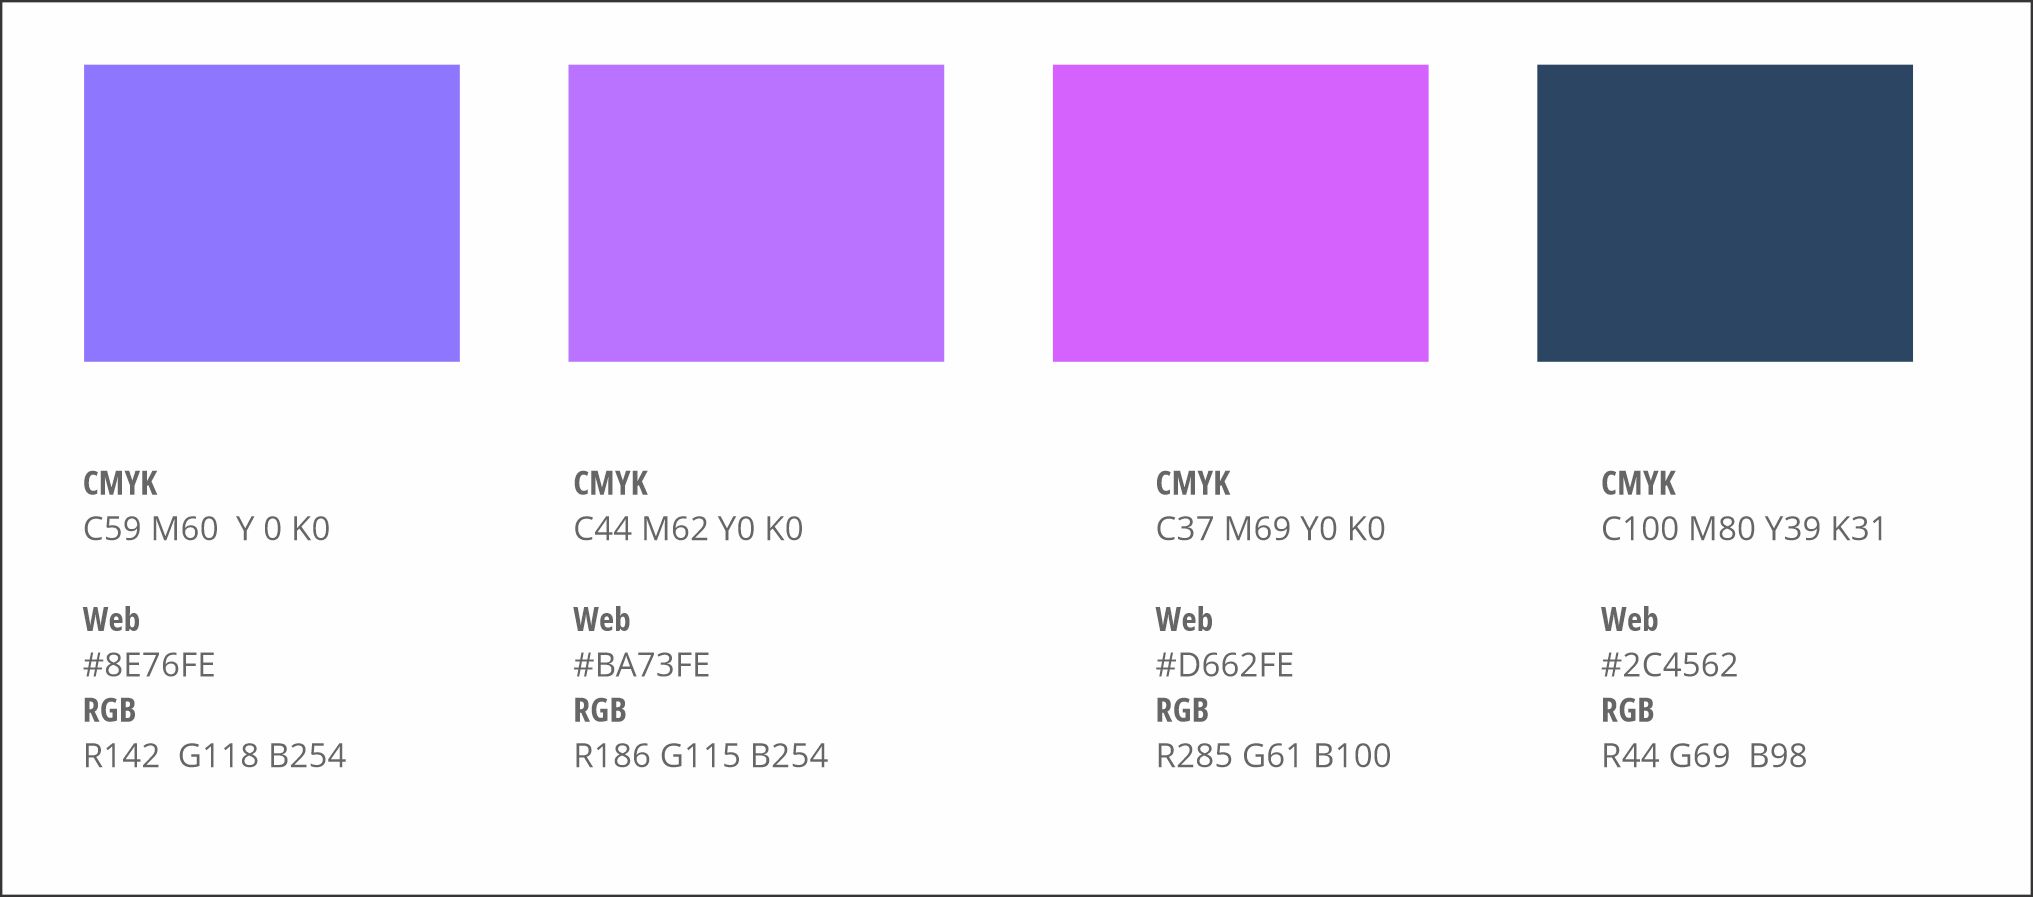 CMYK
C59 M60  Y 0 K0
Web
#8E76FE
RGB
R142  G118 B254
CMYK
C44 M62 Y0 K0
Web
#BA73FE
RGB
R186 G115 B254
CMYK
C37 M69 Y0 K0
Web
#D662FE
RGB
R285 G61 B100
CMYK
C100 M80 Y39 K31
Web
#2C4562
RGB
R44 G69  B98